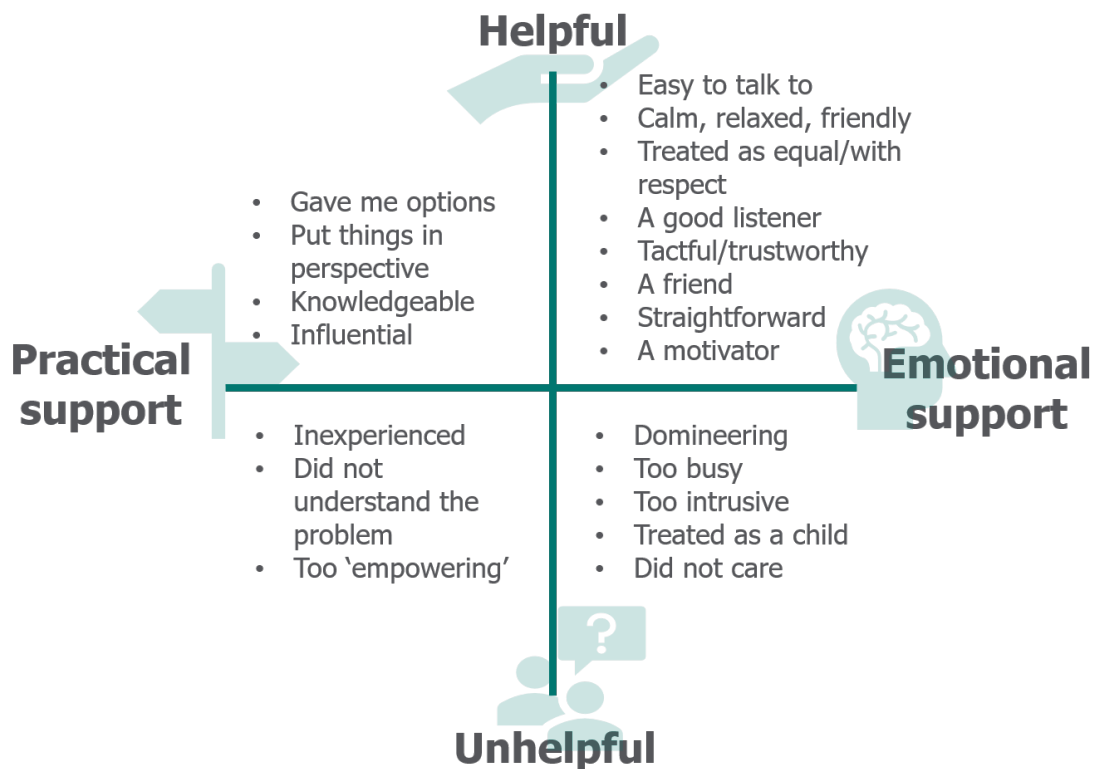 Helpful
• Gave me options
• Put things in
perspective
• Knowledgeable
• Influential
• Easy to talk to
• Calm, relaxed, friendly
• Treated as equal/with
respect
• A good listener
• Tactful/trustworthy
• A friend
• Straightforward
• A motivator
Practical
support
Emotional
support
• Inexperienced
• Did not
understand the
problem
• Too ‘empowering’
• Domineering
• Too busy
• Too intrusive
• Treated as a child
• Did not care
?
Unhelpful